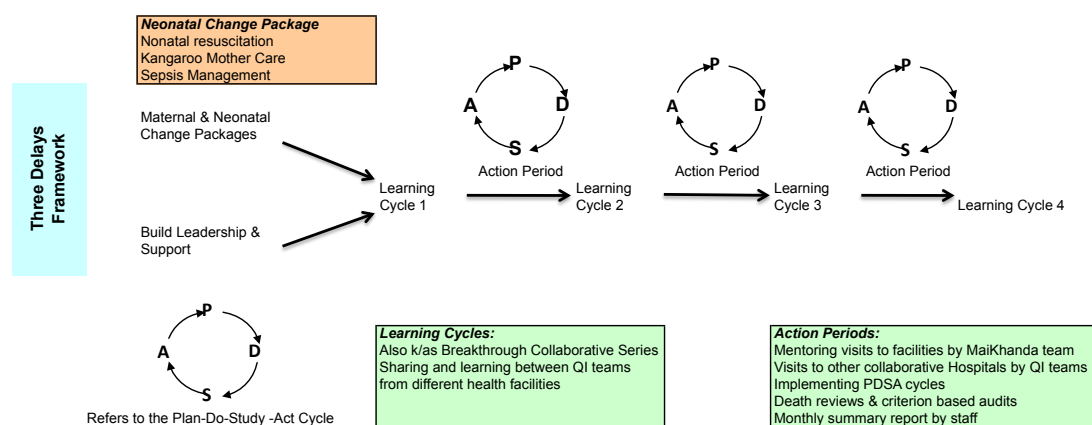 Neonatal Change Package
Nonatal resuscitation
Kangaroo Mother Care
Sepsis Management
Three Delays
Framework
Maternal & Neonatal
Change Packages
Build Leadership &
Support
Learning
Cycle 1
P
A
D
S
Action Period
Learning
Cycle 2
P
A
D
S
Action Period
Learning
Cycle 3
P
A
D
S
Action Period
Learning Cycle 4
P
A
D
S
Refers to the Plan-Do-Study -Act Cycle
Learning Cycles:
Also k/as Breakthrough Collaborative Series
Sharing and learning between QI teams
from different health facilities
Action Periods:
Mentoring visits to facilities by MaiKhanda team
Visits to other collaborative Hospitals by QI teams
Implementing PDSA cycles
Death reviews & criterion based audits
Monthly summary report by staff